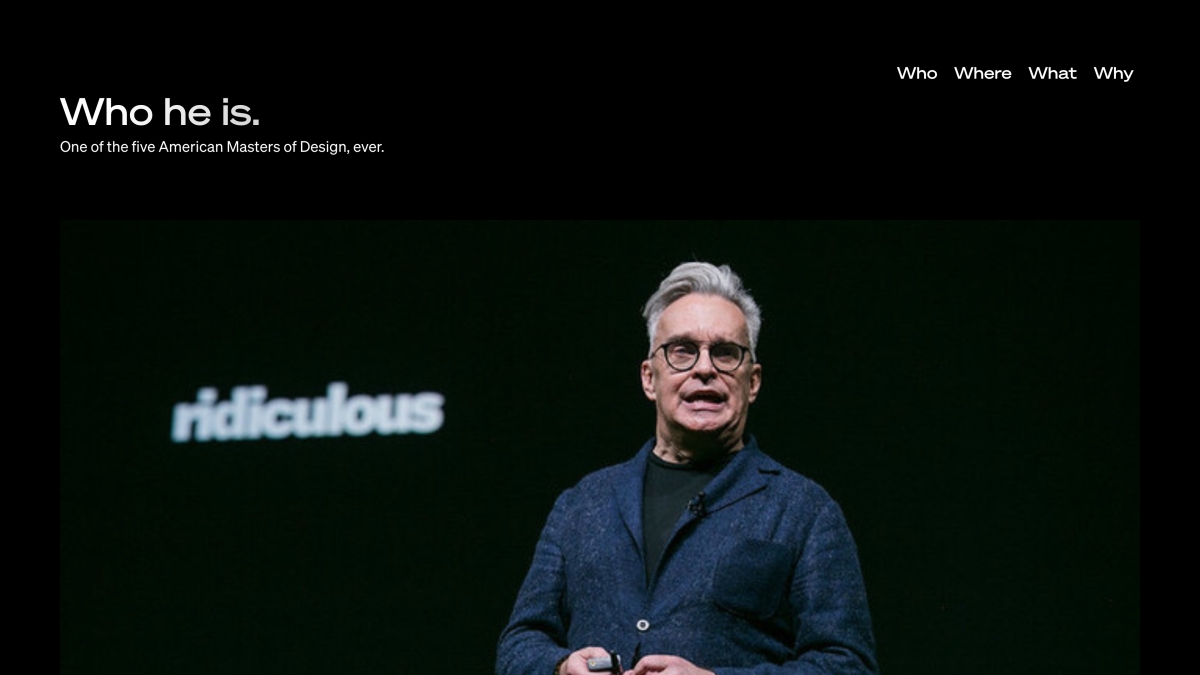 Who Where What Why
Who he is.
One of the five American Masters of Design, ever.
ridiculous